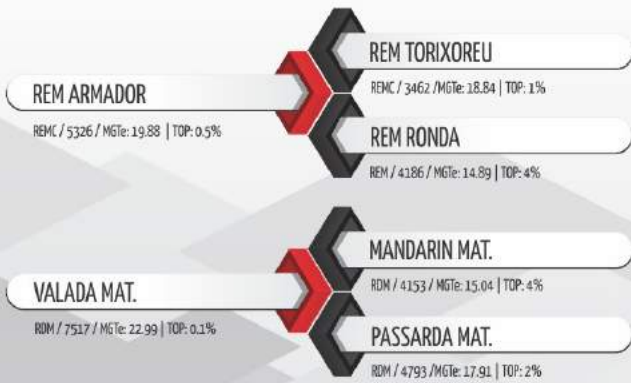 REM TORIXOREU
REMC / 3462 /MGTe: 18.84 | TOP: 1%
REM ARMADOR
REMC / 5326 / MGTe: 19.88 | TOP: 0.5%
REM RONDA
REM / 4186 / MGTe: 14.89 | TOP: 4%
MANDARIN MAT.
RDM / 4153 / MGTe: 15.04 | TOP: 4%
VALADA MAT.
RDM / 7517 / MGTe: 22.99 | TOP: 0.1%
PASSARDA MAT.
RDM / 4793 /MGTe: 17.91 | TOP: 2%